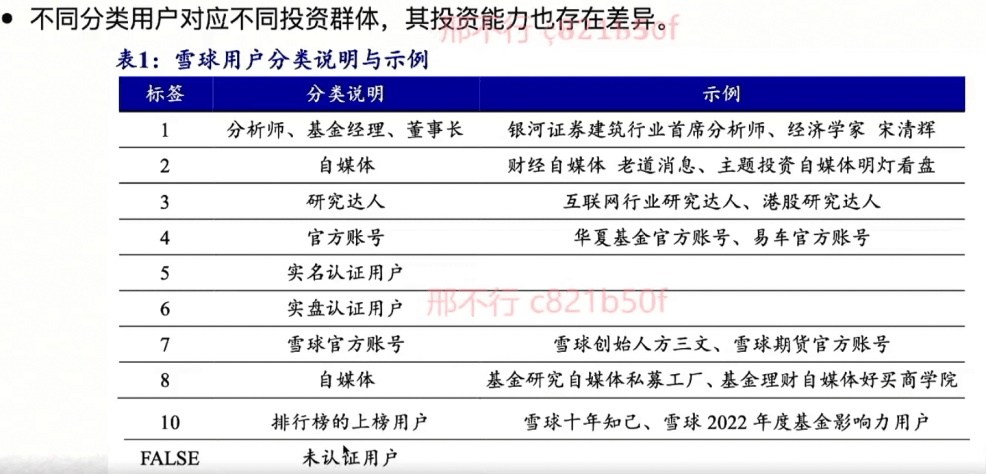 • 不同分类用户对应不同投资群体，其投资能力也存在差异。
邢不行 c821b50f
表1：雪球用户分类说明与示例
标签 分类说明 示例
1 分析师、基金经理、董事长 银河证券建筑行业首席分析师、经济学家 宋清辉
2 自媒体 财经自媒体 老道消息、主题投资自媒体明灯看盘
3 研究达人 互联网行业研究达人、港股研究达人
4 官方账号 华夏基金官方账号、易车官方账号
5 实名认证用户
6 实盘认证用户
邢不行 c821b50f
7 雪球官方账号 雪球创始人方三文、雪球期货官方账号
8 自媒体 基金研究自媒体私募工厂、基金理财自媒体好买商学院
10 排行榜的上榜用户 雪球十年知己、雪球 2022 年度基金影响力用户
FALSE 未认证用户